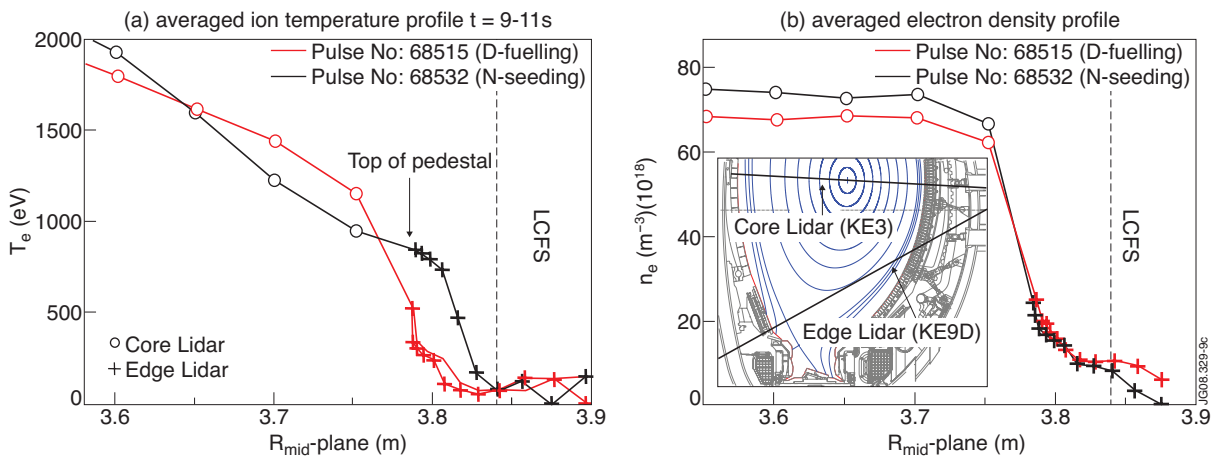 (a) averaged ion temperature profile t = 9-11s
Pulse No: 68515 (D-fuelling)
Pulse No: 68532 (N-seeding)
2000
1500
1000
500
0
Tₑ (eV)
Top of pedestal
LCFS
Core Lidar
Edge Lidar
3.6
3.7
3.8
3.9
R_mid-plane (m)
(b) averaged electron density profile
Pulse No: 68515 (D-fuelling)
Pulse No: 68532 (N-seeding)
80
60
40
20
0
nₑ (m⁻³)(10¹⁸)
Core Lidar (KE3)
Edge Lidar (KE9D)
LCFS
3.6
3.7
3.8
3.9
R_mid-plane (m)
JG08.329-9c